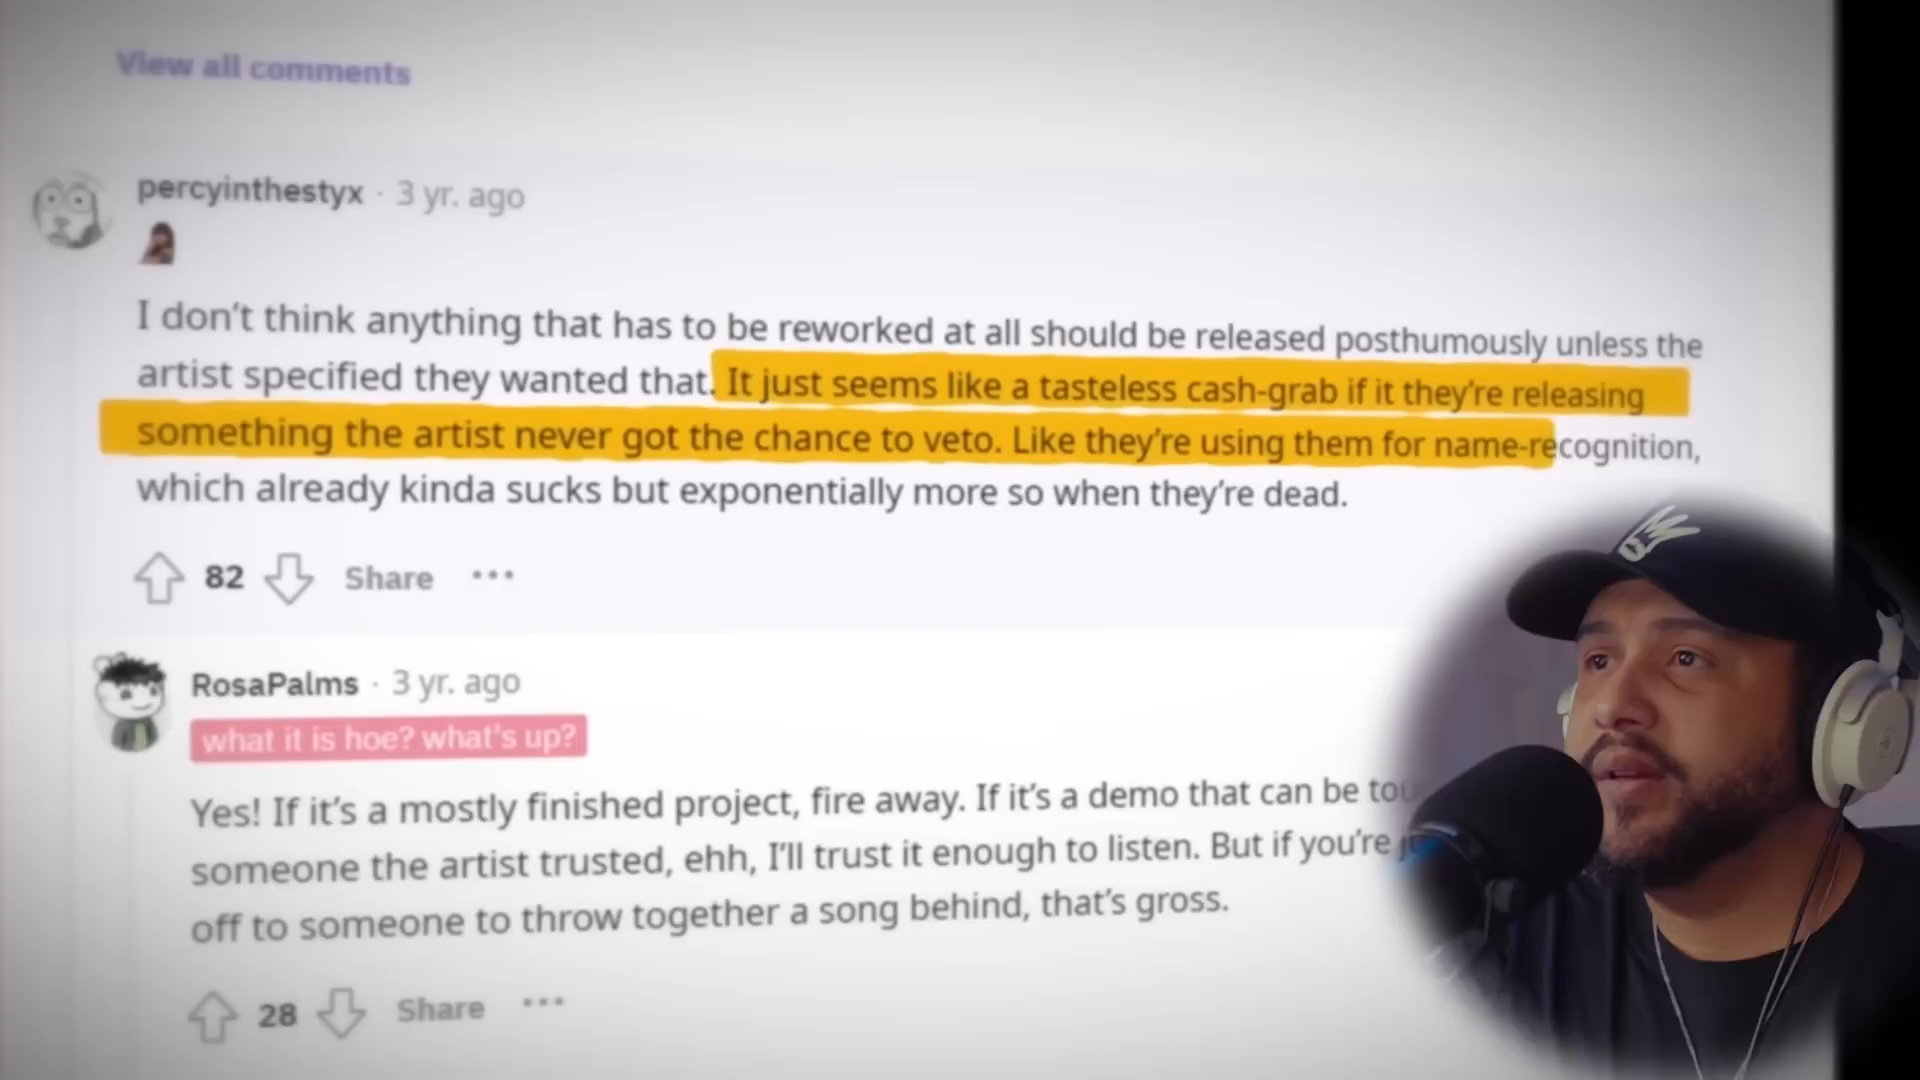 View all comments
percyinthestyx · 3 yr. ago
I don't think anything that has to be reworked at all should be released posthumously unless the
artist specified they wanted that. It just seems like a tasteless cash-grab if it they're releasing
something the artist never got the chance to veto. Like they're using them for name-recognition,
which already kinda sucks but exponentially more so when they're dead.
82 Share
RosaPalms · 3 yr. ago
what it is hoe? what's up?
Yes! If it's a mostly finished project, fire away. If it's a demo that can be
someone the artist trusted, ehh, I'll trust it enough to listen. But if you're
off to someone to throw together a song behind, that's gross.
28 Share